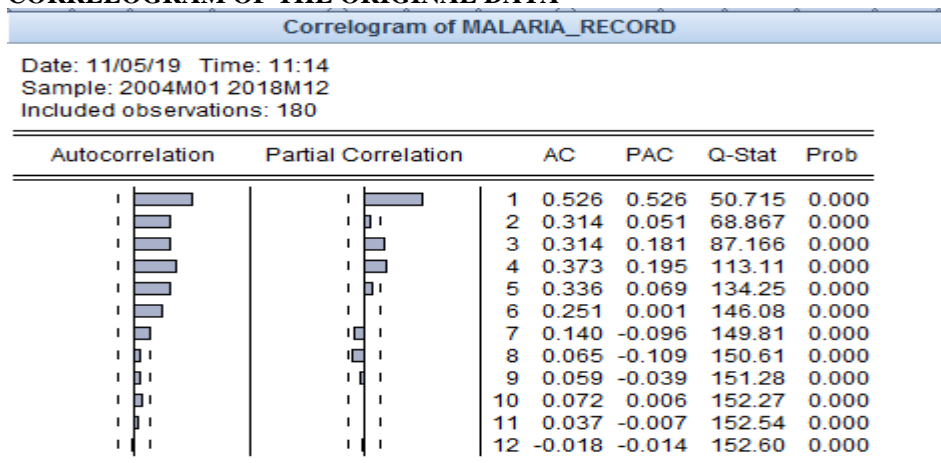 CORRELOGRAM OF THE ORIGINAL DATA
Correlogram of MALARIA_RECORD
Date: 11/05/19 Time: 11:14
Sample: 2004M01 2018M12
Included observations: 180
Autocorrelation Partial Correlation AC PAC Q-Stat Prob
1 0.526 0.526 50.715 0.000
2 0.314 0.051 68.867 0.000
3 0.314 0.181 87.166 0.000
4 0.373 0.195 113.11 0.000
5 0.336 0.069 134.25 0.000
6 0.251 0.001 146.08 0.000
7 0.140 -0.096 149.81 0.000
8 0.065 -0.109 150.61 0.000
9 0.059 -0.039 151.28 0.000
10 0.072 0.006 152.27 0.000
11 0.037 -0.007 152.54 0.000
12 -0.018 -0.014 152.60 0.000